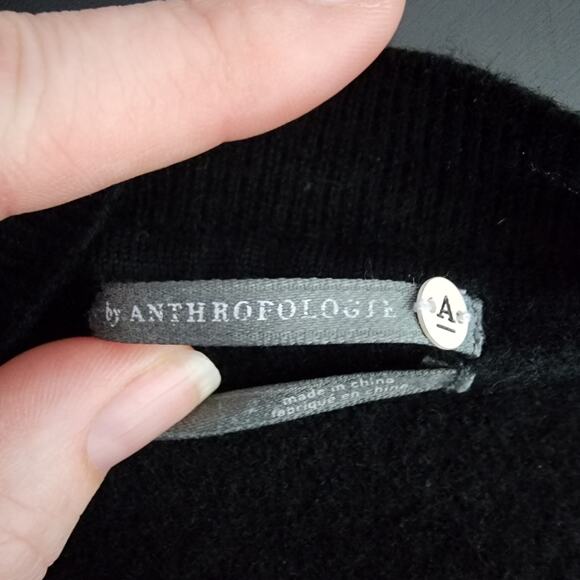 by ANTHROPOLOGIE
A
made in china
fabriqué en chine